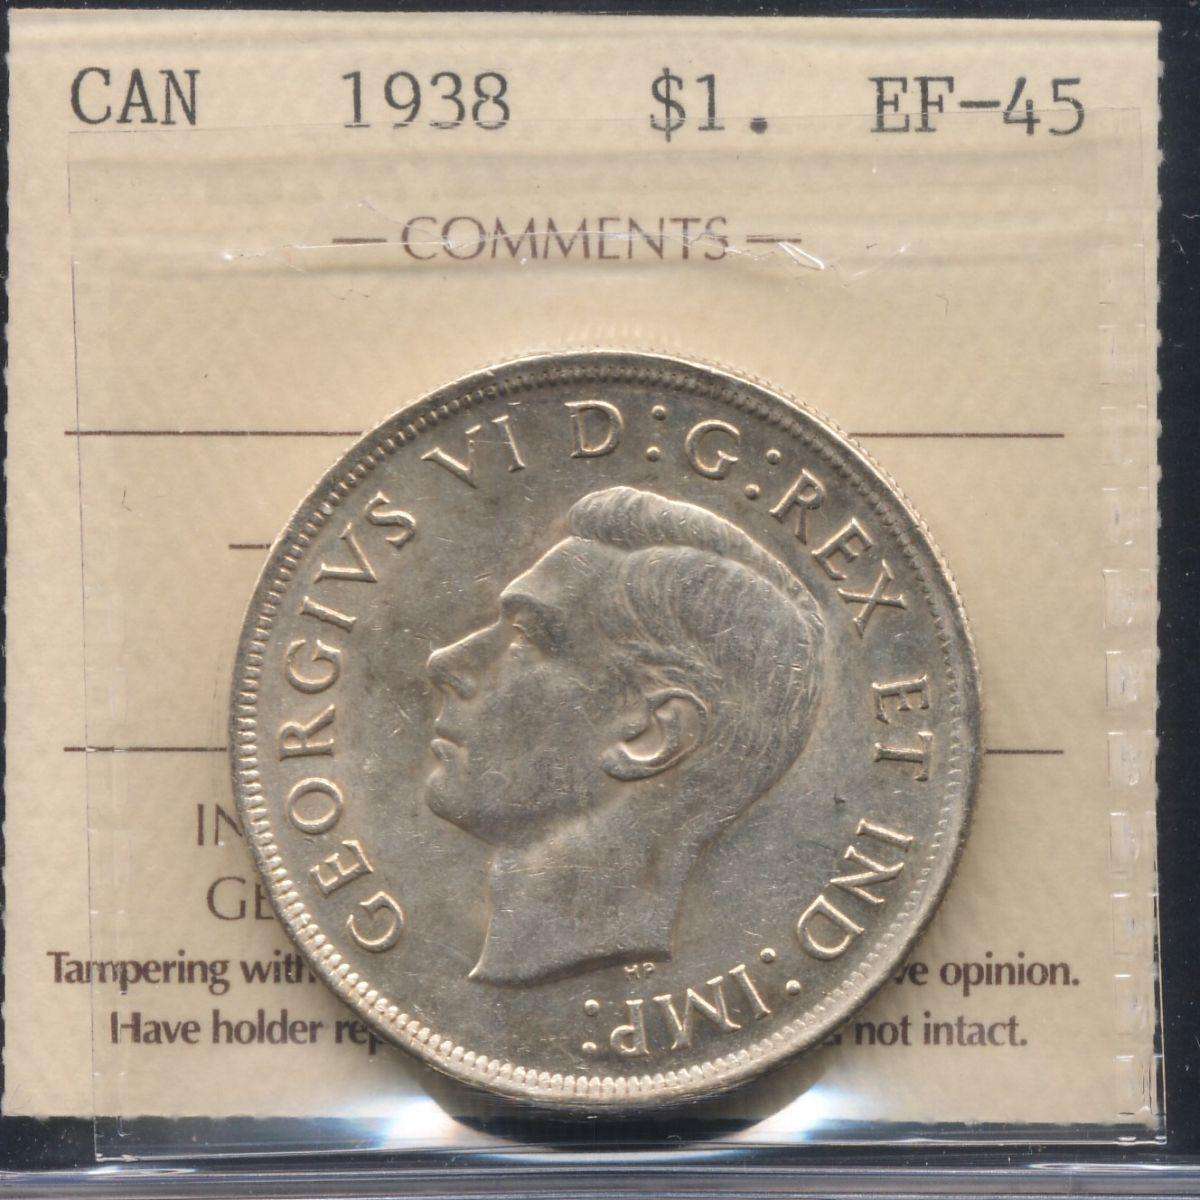 CAN 1938 $1. EF-45
— COMMENTS —
GEORGIVS VI D:G:REX ET IND:IMP:
HP
IN
GE
Tampering with ve opinion.
Have holder rep not intact.